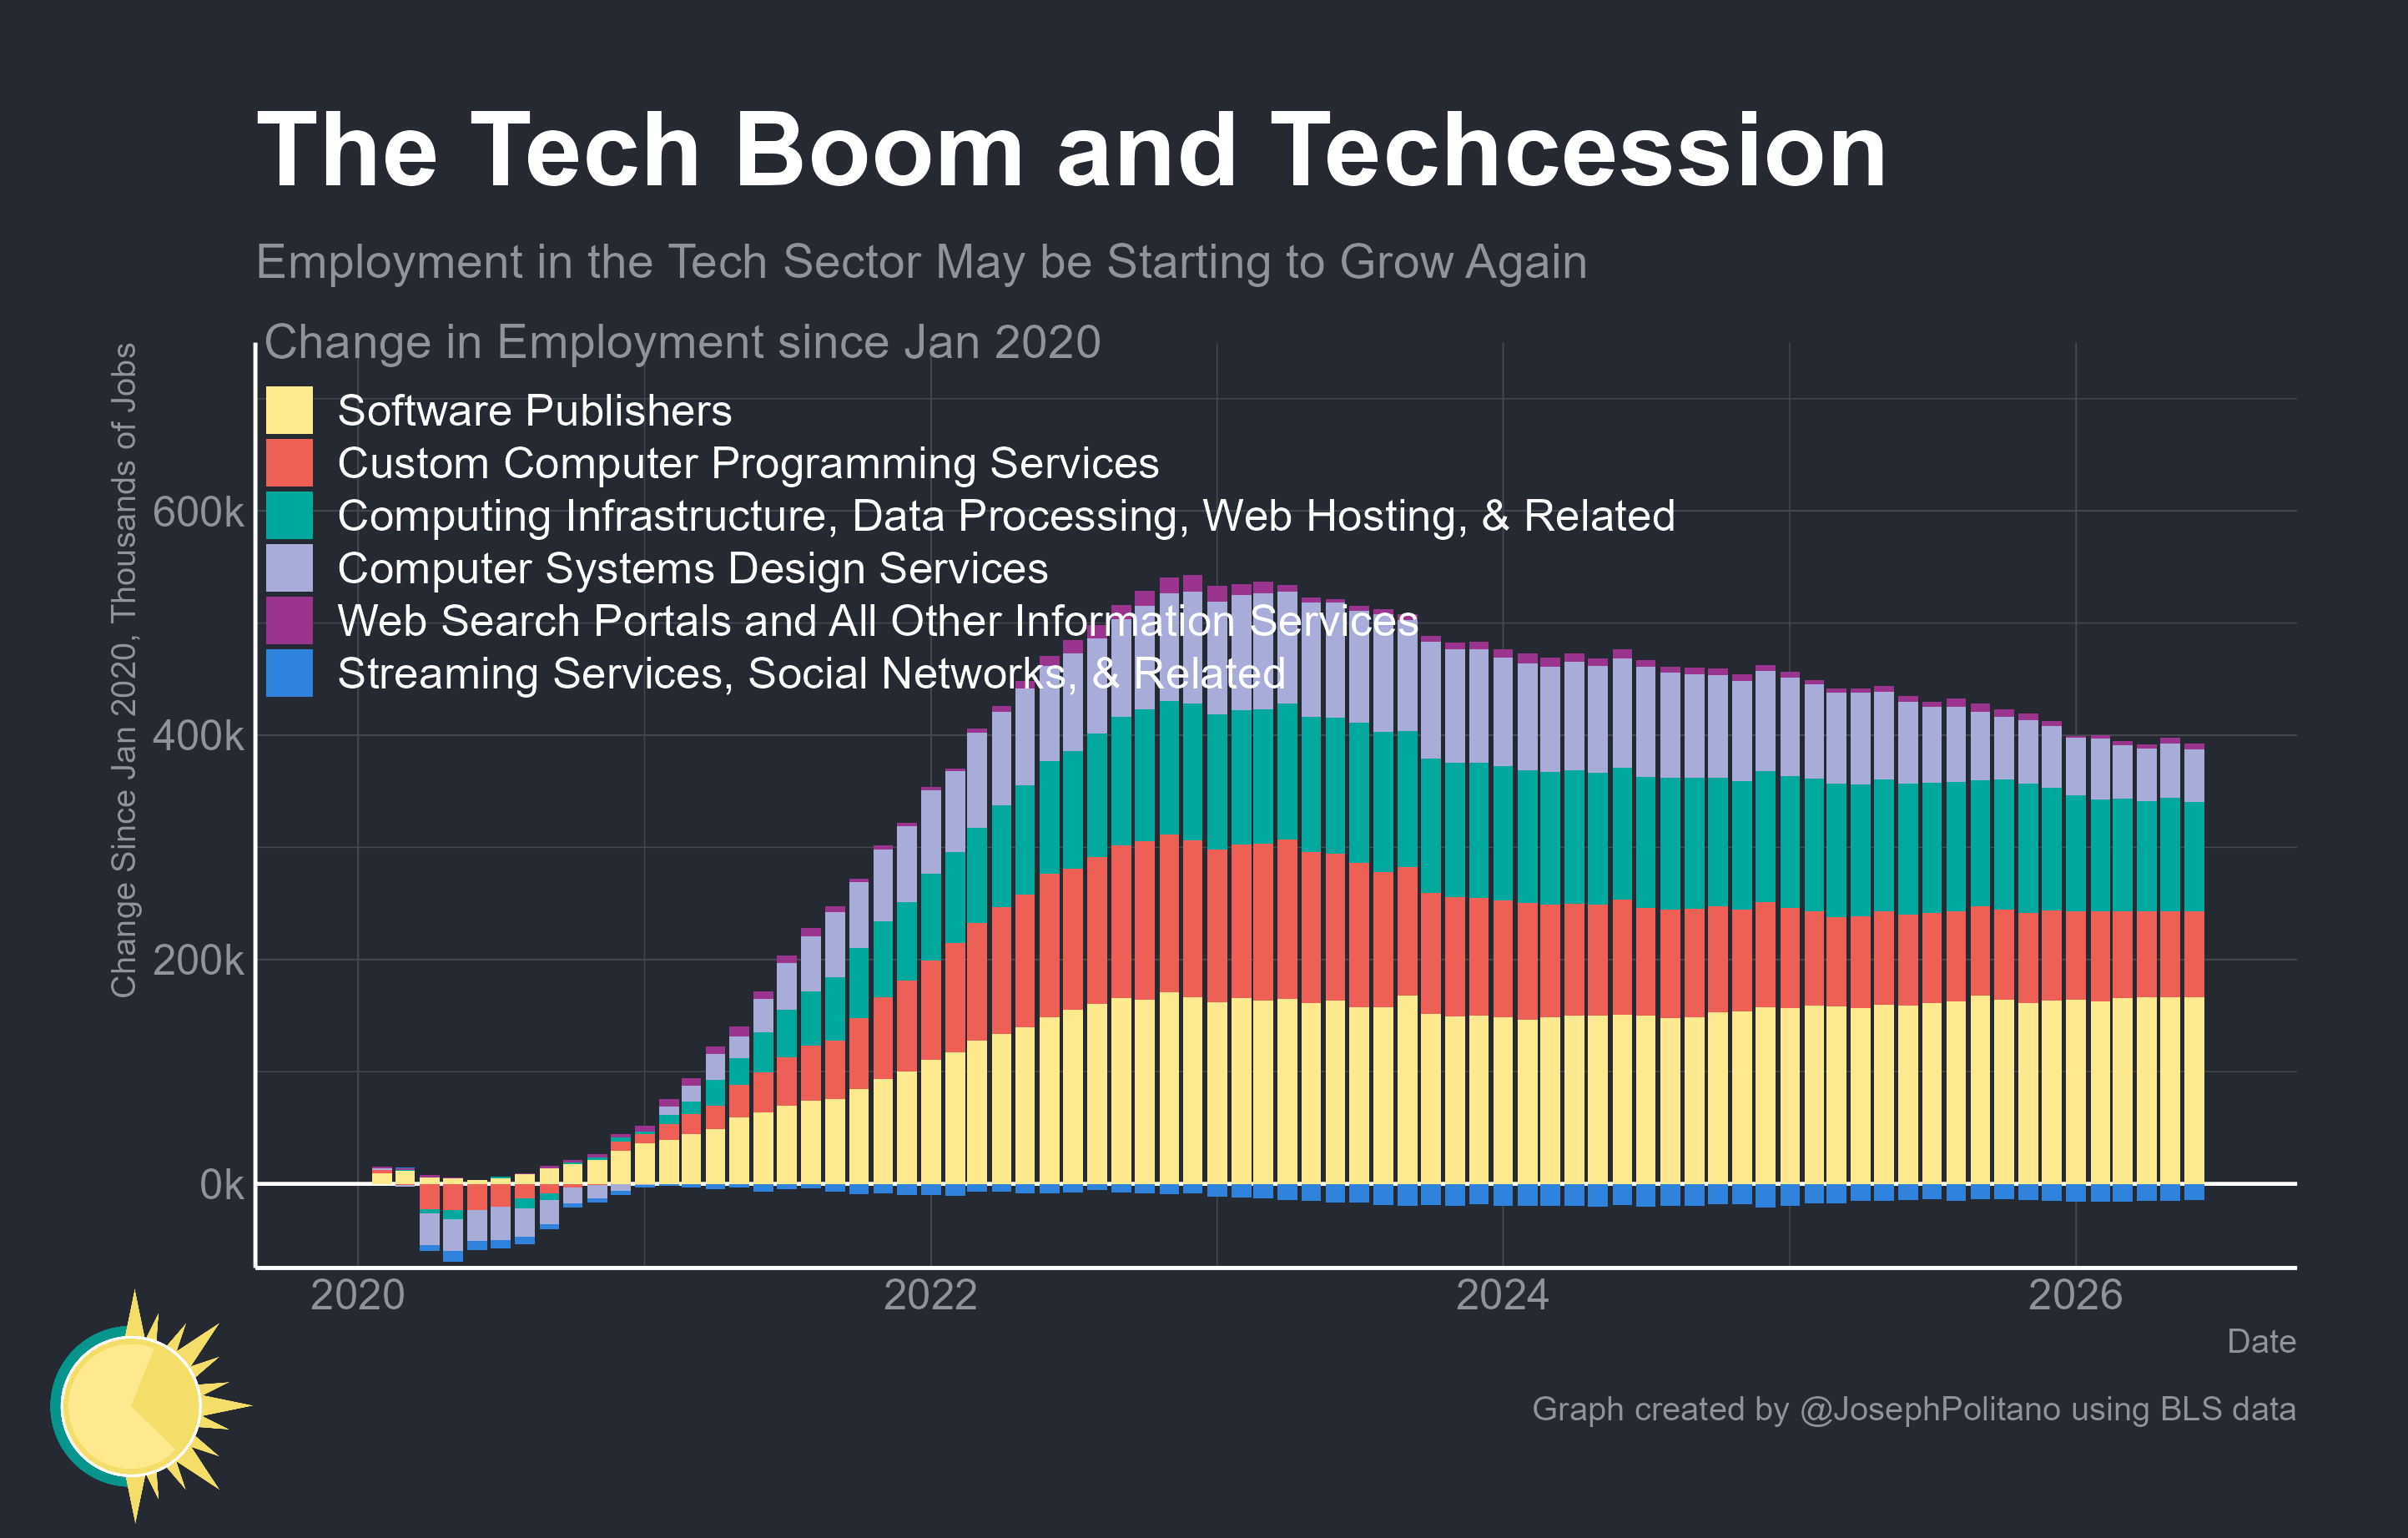 The Tech Boom and Techcession
Employment in the Tech Sector May be Starting to Grow Again
Change in Employment since Jan 2020
Software Publishers
Custom Computer Programming Services
Computing Infrastructure, Data Processing, Web Hosting, & Related
Computer Systems Design Services
Web Search Portals and All Other Information Services
Streaming Services, Social Networks, & Related
Change Since Jan 2020, Thousands of Jobs
600k
400k
200k
0k
2020 2022 2024 2026
Date
Graph created by @JosephPolitano using BLS data